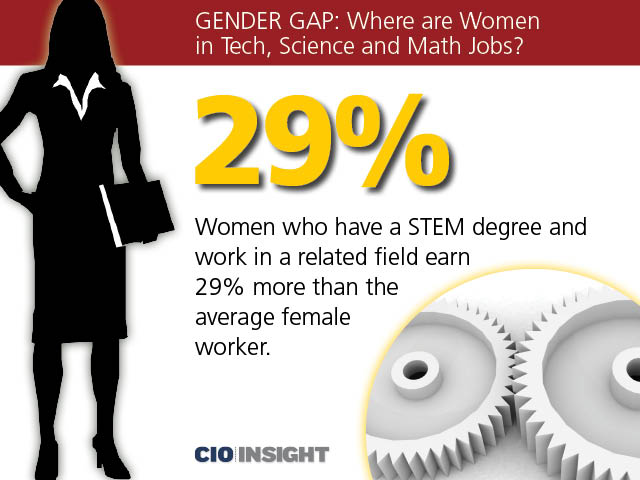 GENDER GAP: Where are Women
in Tech, Science and Math Jobs?
29%
Women who have a STEM degree and
work in a related field earn
29% more than the
average female
worker.
CIO INSIGHT